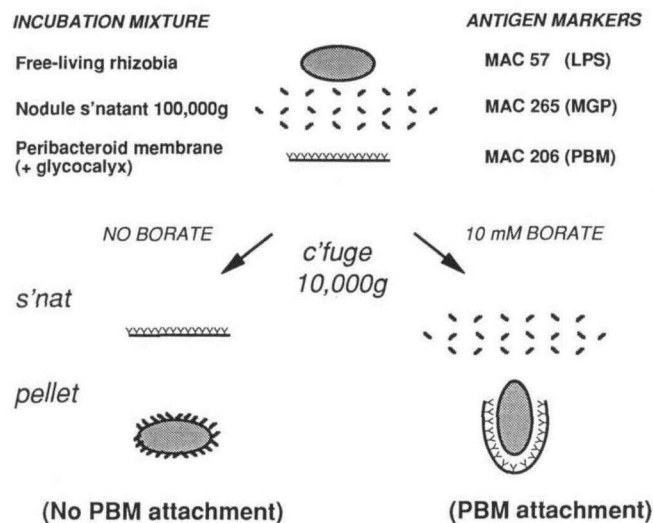 INCUBATION MIXTURE
ANTIGEN MARKERS
Free-living rhizobia
MAC 57 (LPS)
Nodule s'natant 100,000g
MAC 265 (MGP)
Peribacteroid membrane
(+ glycocalyx)
MAC 206 (PBM)
NO BORATE
c'fuge
10,000g
10 mM BORATE
s'nat
pellet
(No PBM attachment)
(PBM attachment)